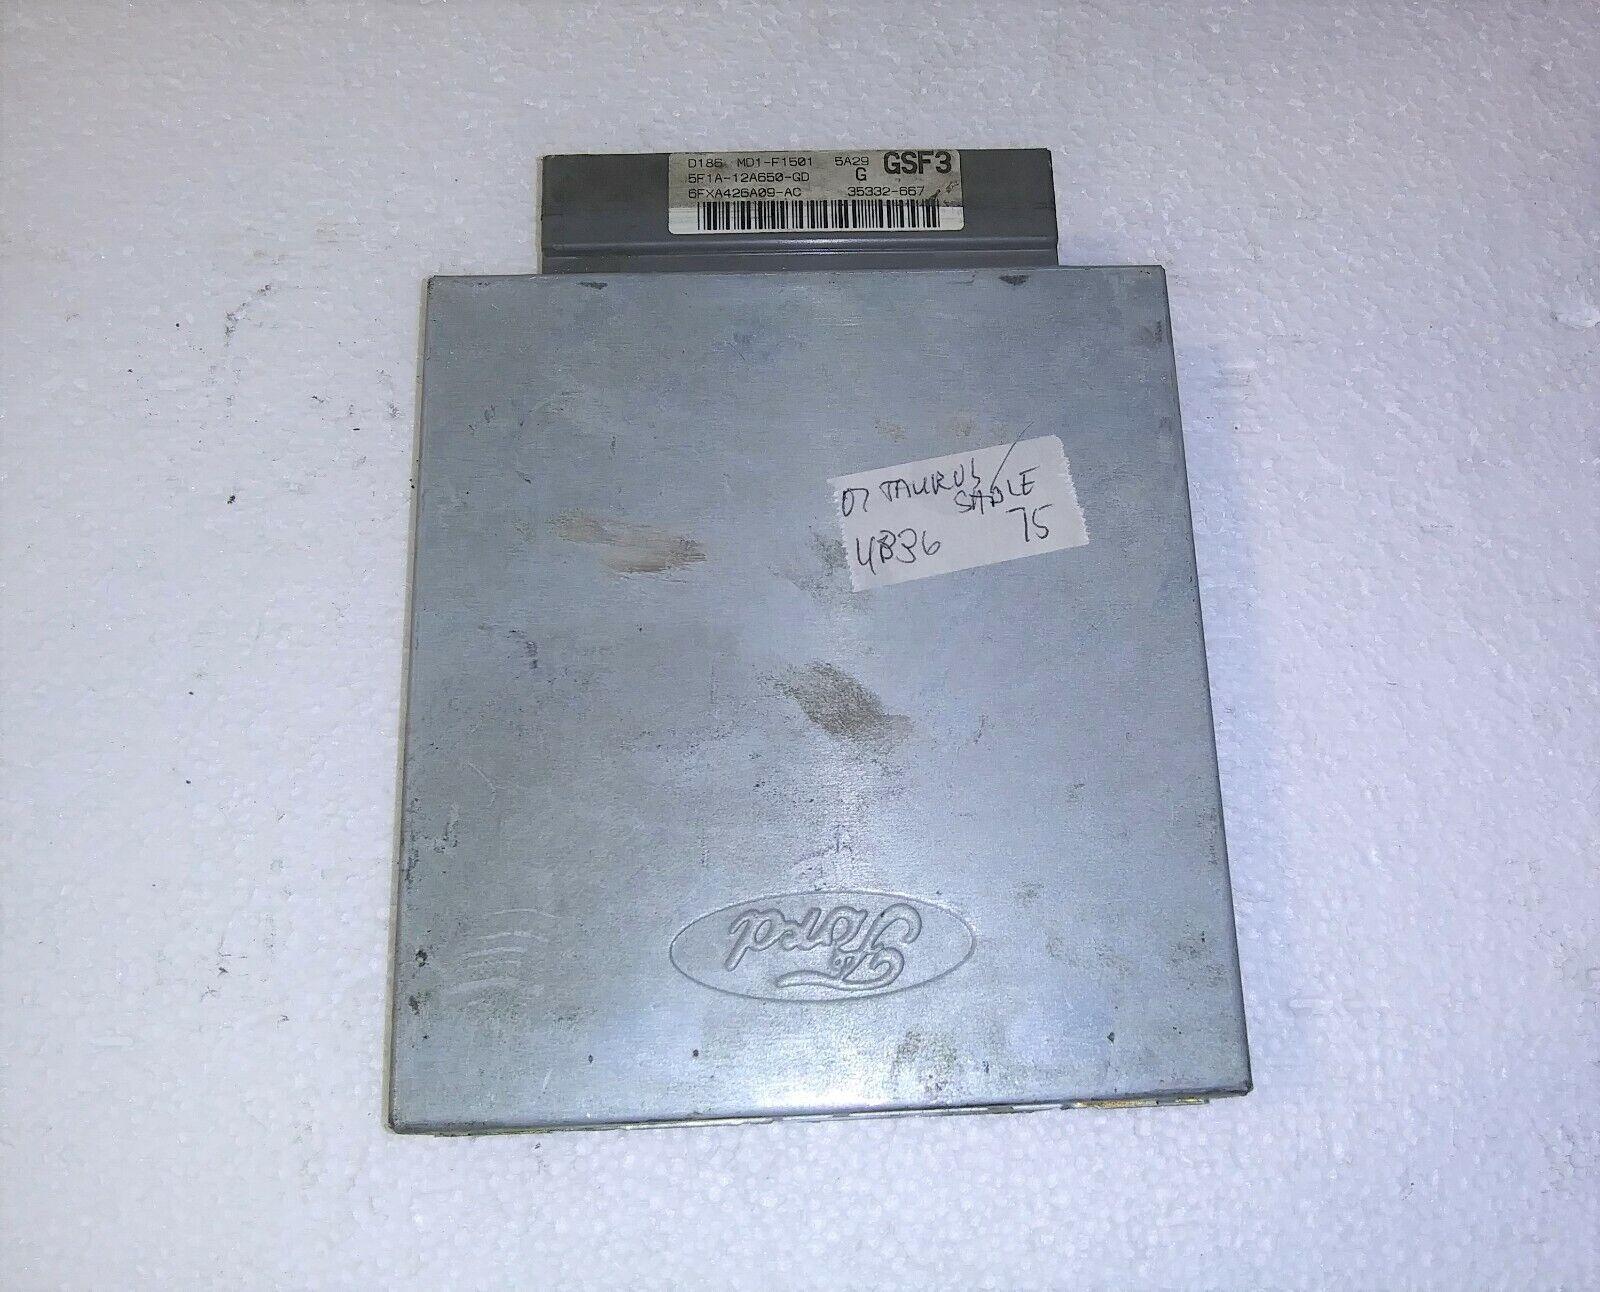 D186 MD1-F1501 5A29 GSF3
5F1A-12A650-GD G
6FXA426A09-AC 35332-667
07 TAURUS/
SABLE
4B36 75
Ford